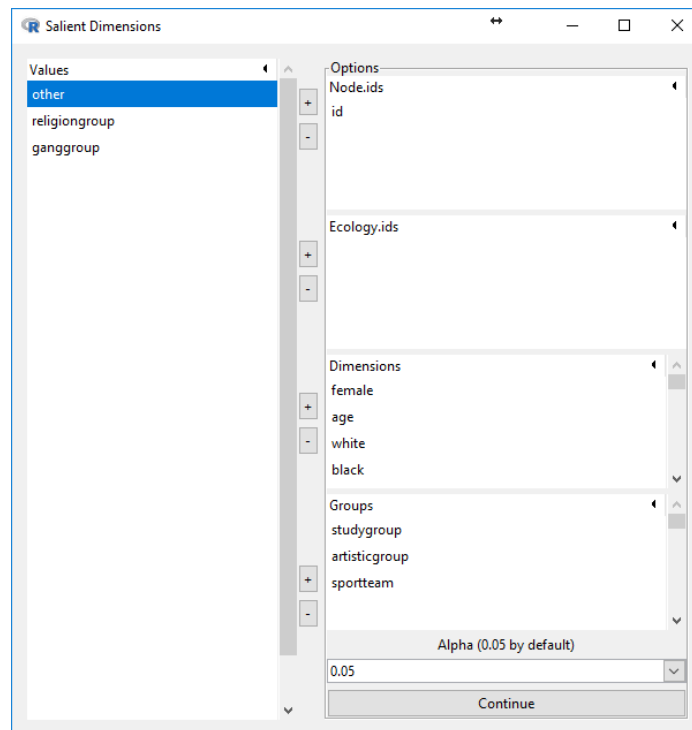 Salient Dimensions
Values
other
religiongroup
ganggroup
+
-
+
-
+
-
+
-
Options
Node.ids
id
Ecology.ids
Dimensions
female
age
white
black
Groups
studygroup
artisticgroup
sportteam
Alpha (0.05 by default)
0.05
Continue